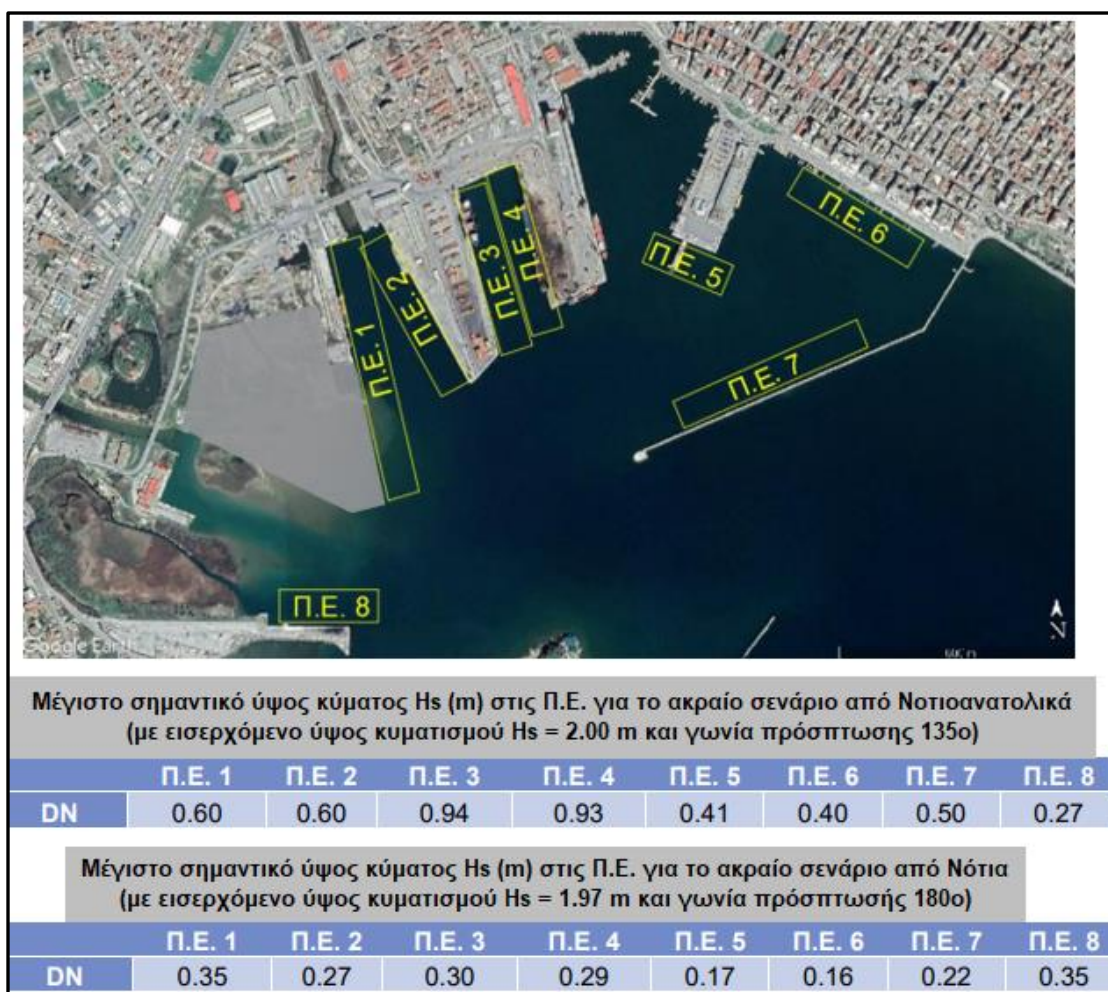 Π.Ε. 1
Π.Ε. 2
Π.Ε. 3
Π.Ε. 4
Π.Ε. 5
Π.Ε. 6
Π.Ε. 7
Π.Ε. 8
N
Google Earth
Μέγιστο σημαντικό ύψος κύματος Hs (m) στις Π.Ε. για το ακραίο σενάριο από Νοτιοανατολικά
(με εισερχόμενο ύψος κυματισμού Hs = 2.00 m και γωνία πρόσπτωσης 135ο)
Π.Ε. 1 Π.Ε. 2 Π.Ε. 3 Π.Ε. 4 Π.Ε. 5 Π.Ε. 6 Π.Ε. 7 Π.Ε. 8
DN 0.60 0.60 0.94 0.93 0.41 0.40 0.50 0.27
Μέγιστο σημαντικό ύψος κύματος Hs (m) στις Π.Ε. για το ακραίο σενάριο από Νότια
(με εισερχόμενο ύψος κυματισμού Hs = 1.97 m και γωνία πρόσπτωσής 180ο)
Π.Ε. 1 Π.Ε. 2 Π.Ε. 3 Π.Ε. 4 Π.Ε. 5 Π.Ε. 6 Π.Ε. 7 Π.Ε. 8
DN 0.35 0.27 0.30 0.29 0.17 0.16 0.22 0.35